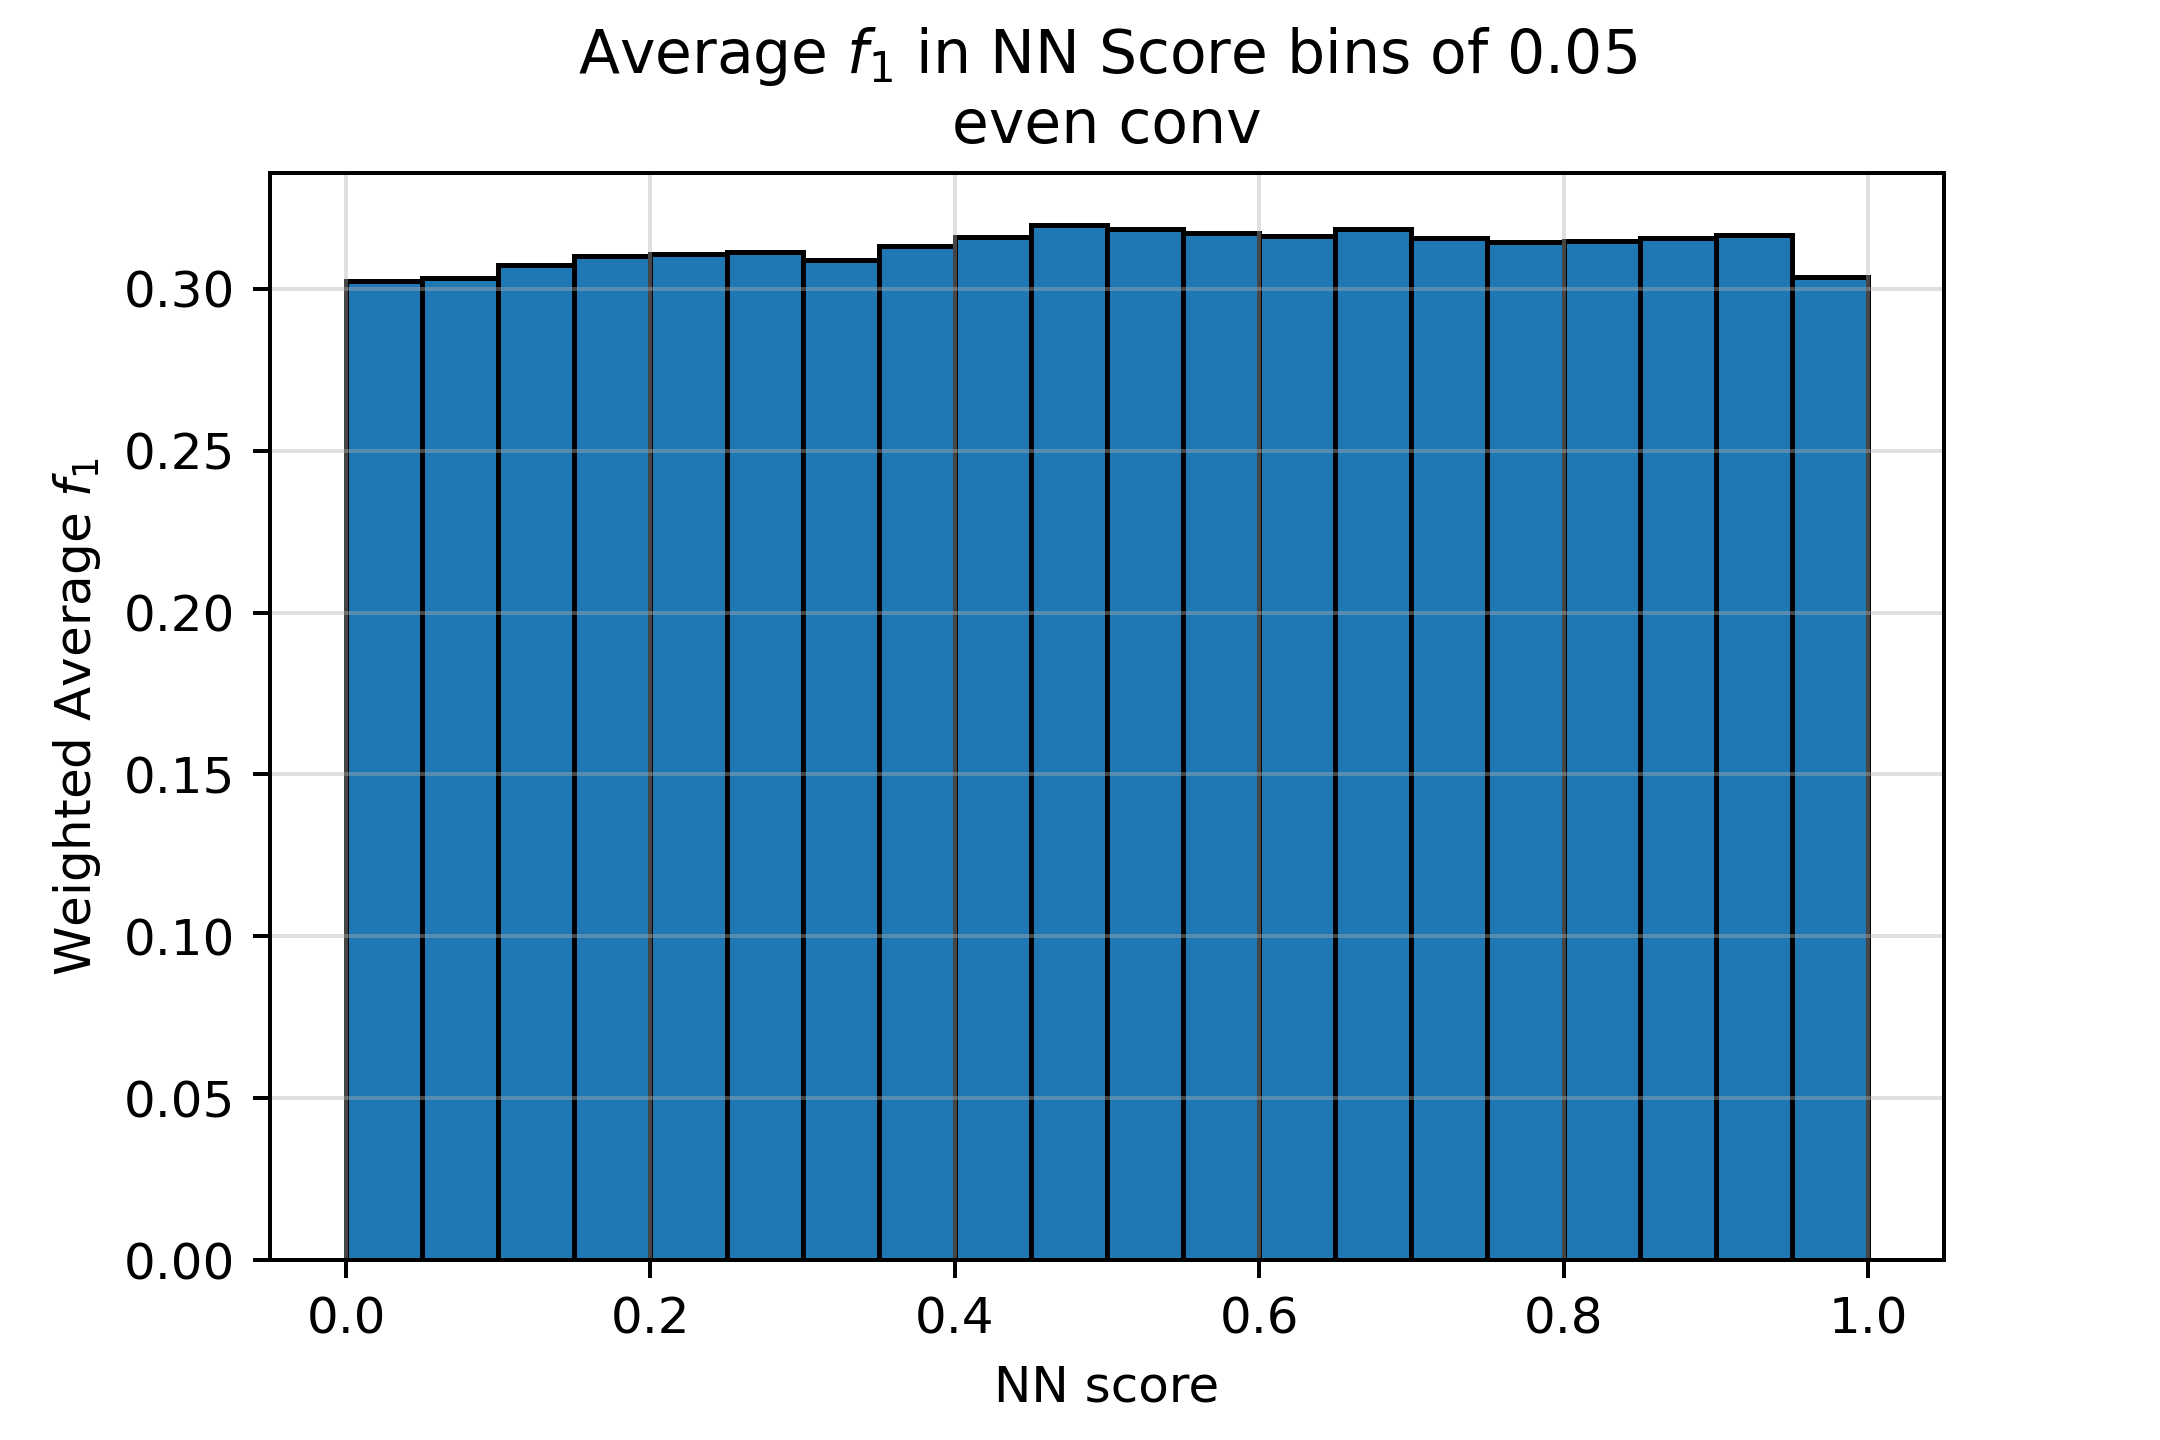 Average f₁ in NN Score bins of 0.05
even conv
Weighted Average f₁
0.30
0.25
0.20
0.15
0.10
0.05
0.00
0.0 0.2 0.4 0.6 0.8 1.0
NN score